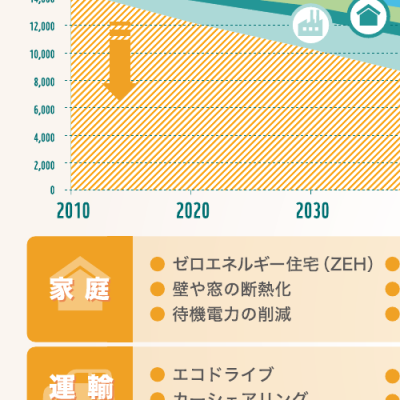 12,000
10,000
8,000
6,000
4,000
2,000
0
2010 2020 2030
家庭
ゼロエネルギー住宅(ZEH)
壁や窓の断熱化
待機電力の削減
運輸
エコドライブ
カーシェアリング